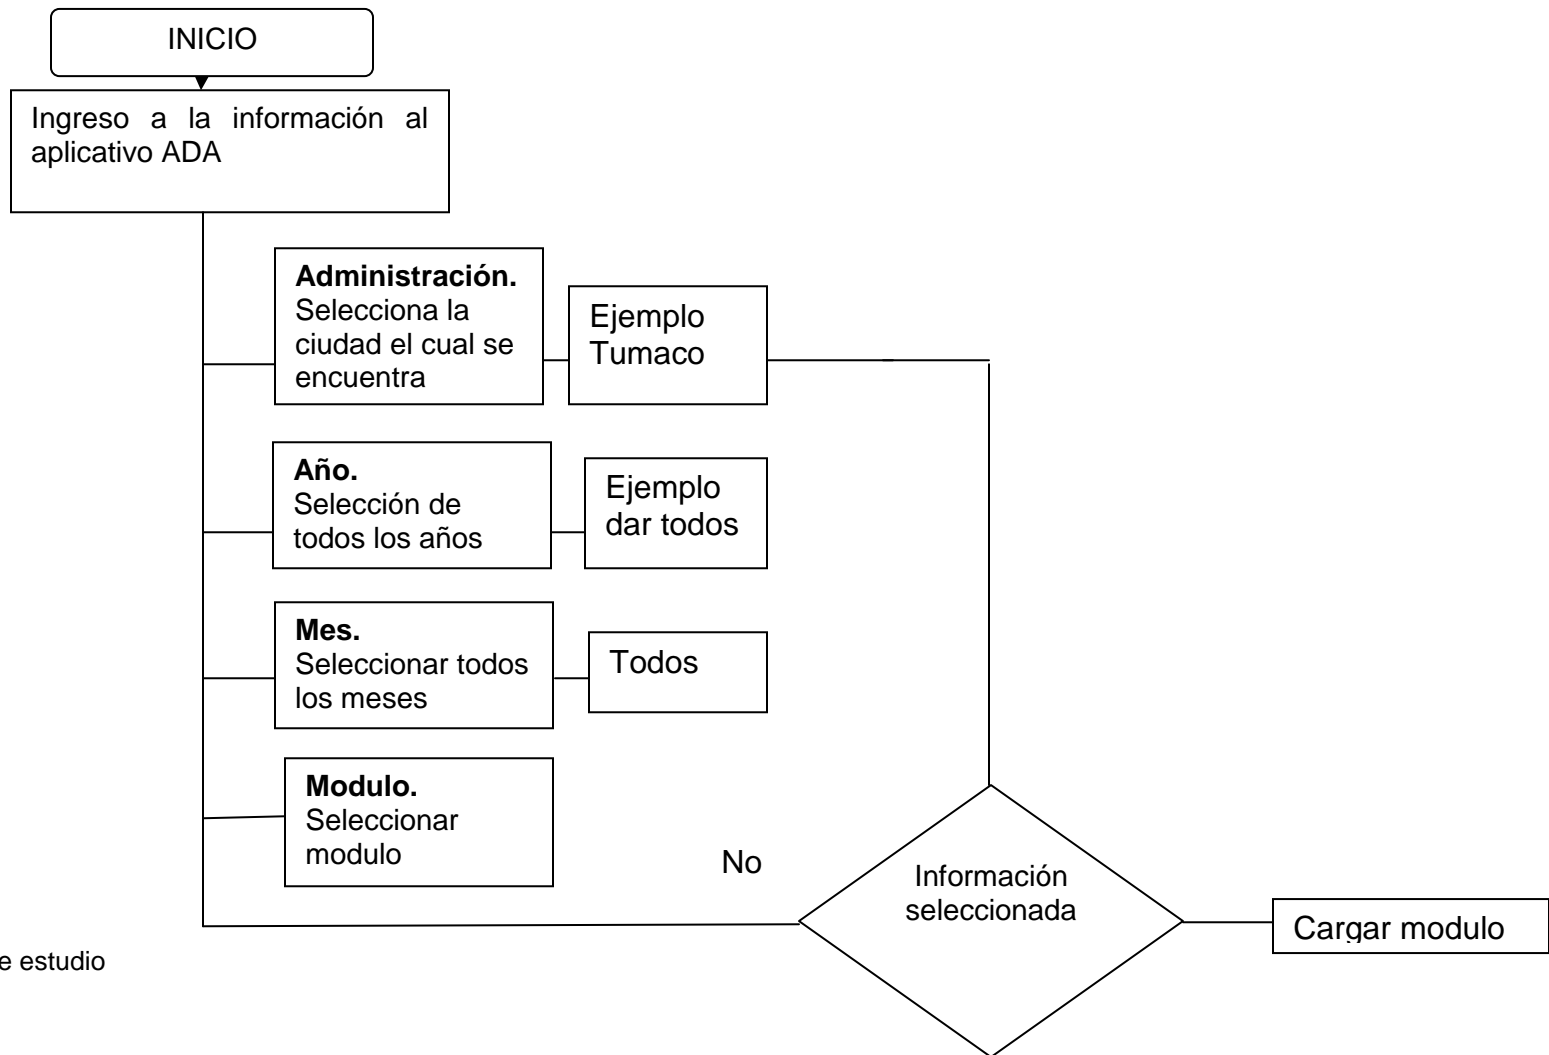 INICIO
Ingreso a la información al
aplicativo ADA
Administración.
Selecciona la
ciudad el cual se
encuentra
Ejemplo
Tumaco
Año.
Selección de
todos los años
Ejemplo
dar todos
Mes.
Seleccionar todos
los meses
Todos
Modulo.
Seleccionar
modulo
No
Información
seleccionada
Cargar modulo
e estudio